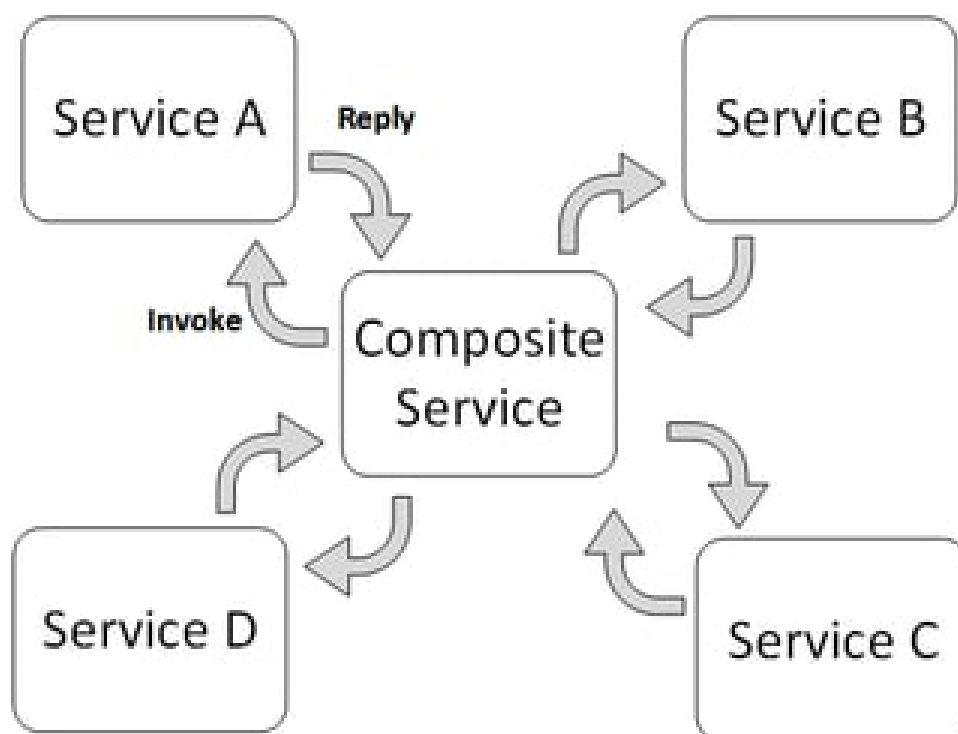 Service A
Reply
Service B
Invoke
Composite
Service
Service D
Service C